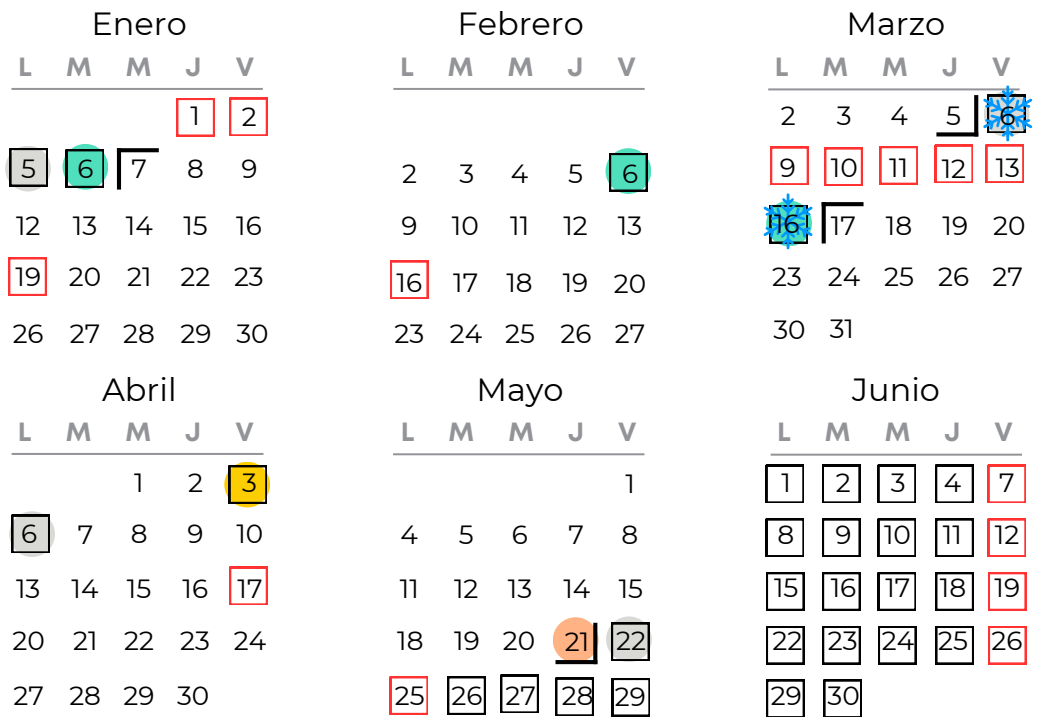 Enero
L M M J V
1 2
5 6 7 8 9
12 13 14 15 16
19 20 21 22 23
26 27 28 29 30
Febrero
L M M J V
2 3 4 5 6
9 10 11 12 13
16 17 18 19 20
23 24 25 26 27
Marzo
L M M J V
2 3 4 5 6
9 10 11 12 13
16 17 18 19 20
23 24 25 26 27
30 31
Abril
L M M J V
1 2 3
6 7 8 9 10
13 14 15 16 17
20 21 22 23 24
27 28 29 30
Mayo
L M M J V
1
4 5 6 7 8
11 12 13 14 15
18 19 20 21 22
25 26 27 28 29
Junio
L M M J V
1 2 3 4 7
8 9 10 11 12
15 16 17 18 19
22 23 24 25 26
29 30